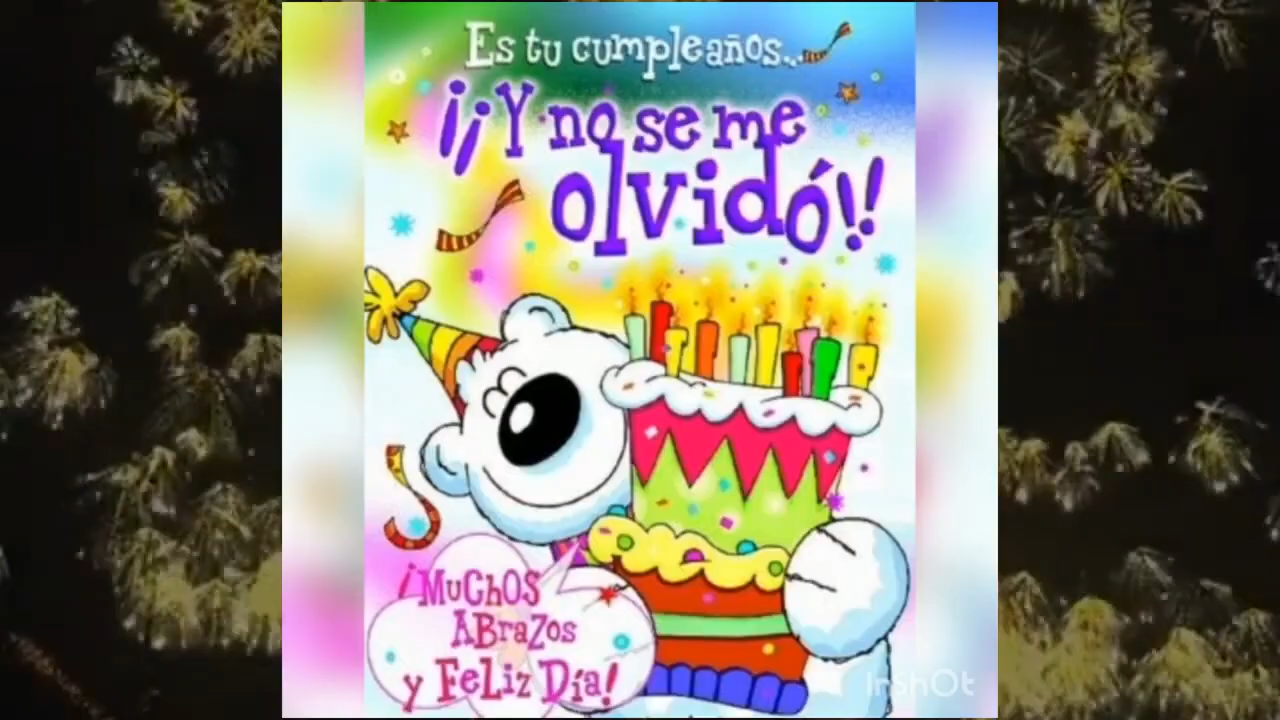 Es tu cumpleaños...
¡¡Y no se me
olvidó!!
¡Muchos
Abrazos
y Feliz Día!
InshOt